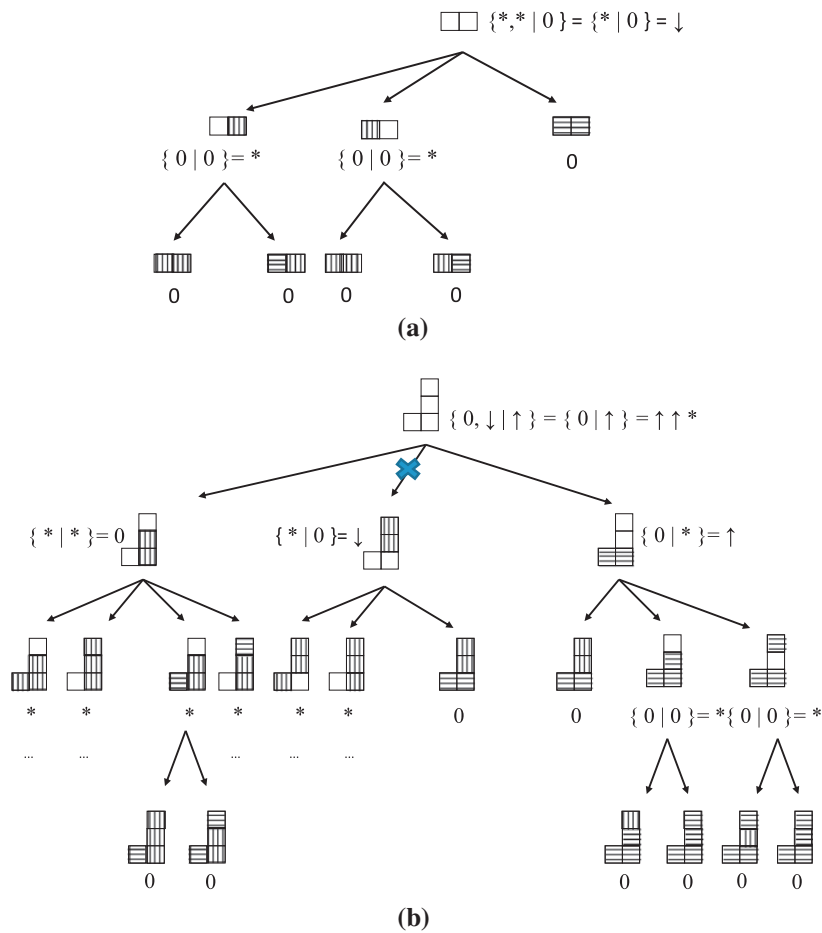 {*,* | 0 } = {* | 0 } = ↓
{ 0 | 0 } = * { 0 | 0 } = * 0
0 0 0 0
(a)
{ 0, ↓ | ↑ } = { 0 | ↑ } = ↑ ↑ *
{ * | * }= 0 { * | 0 }= ↓ { 0 | * } = ↑
* * * * * * 0 0 { 0 | 0 }= * { 0 | 0 }= *
... ... ... ... ...
0 0 0 0 0 0
(b)